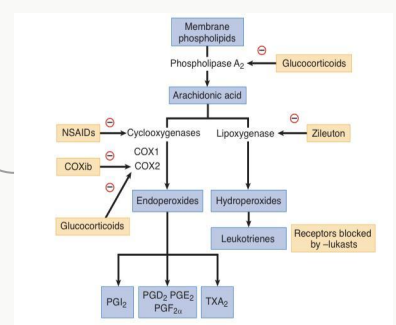 Membrane
phospholipids
⊖
Phospholipase A₂
Glucocorticoids
Arachidonic acid
⊖
⊖
NSAIDs
Cyclooxygenases
Lipoxygenase
Zileuton
COX1
⊖
COXib
COX2
⊖
Endoperoxides
Hydroperoxides
Glucocorticoids
Leukotrienes
Receptors blocked
by –lukasts
PGI₂
PGD₂ PGE₂
PGF₂α
TXA₂